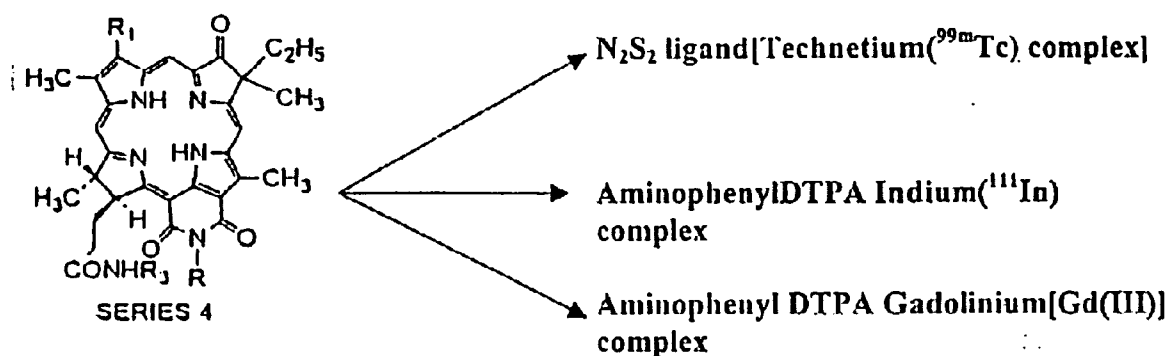 R₁
O
C₂H₅
H₃C
CH₃
NH
N
N
HN
H
H₃C
CH₃
H
O
N
O
CONHR₃
R
SERIES 4
N₂S₂ ligand[Technetium(⁹⁹ᵐTc) complex]
AminophenylDTPA Indium(¹¹¹In)
complex
Aminophenyl DTPA Gadolinium[Gd(III)]
complex